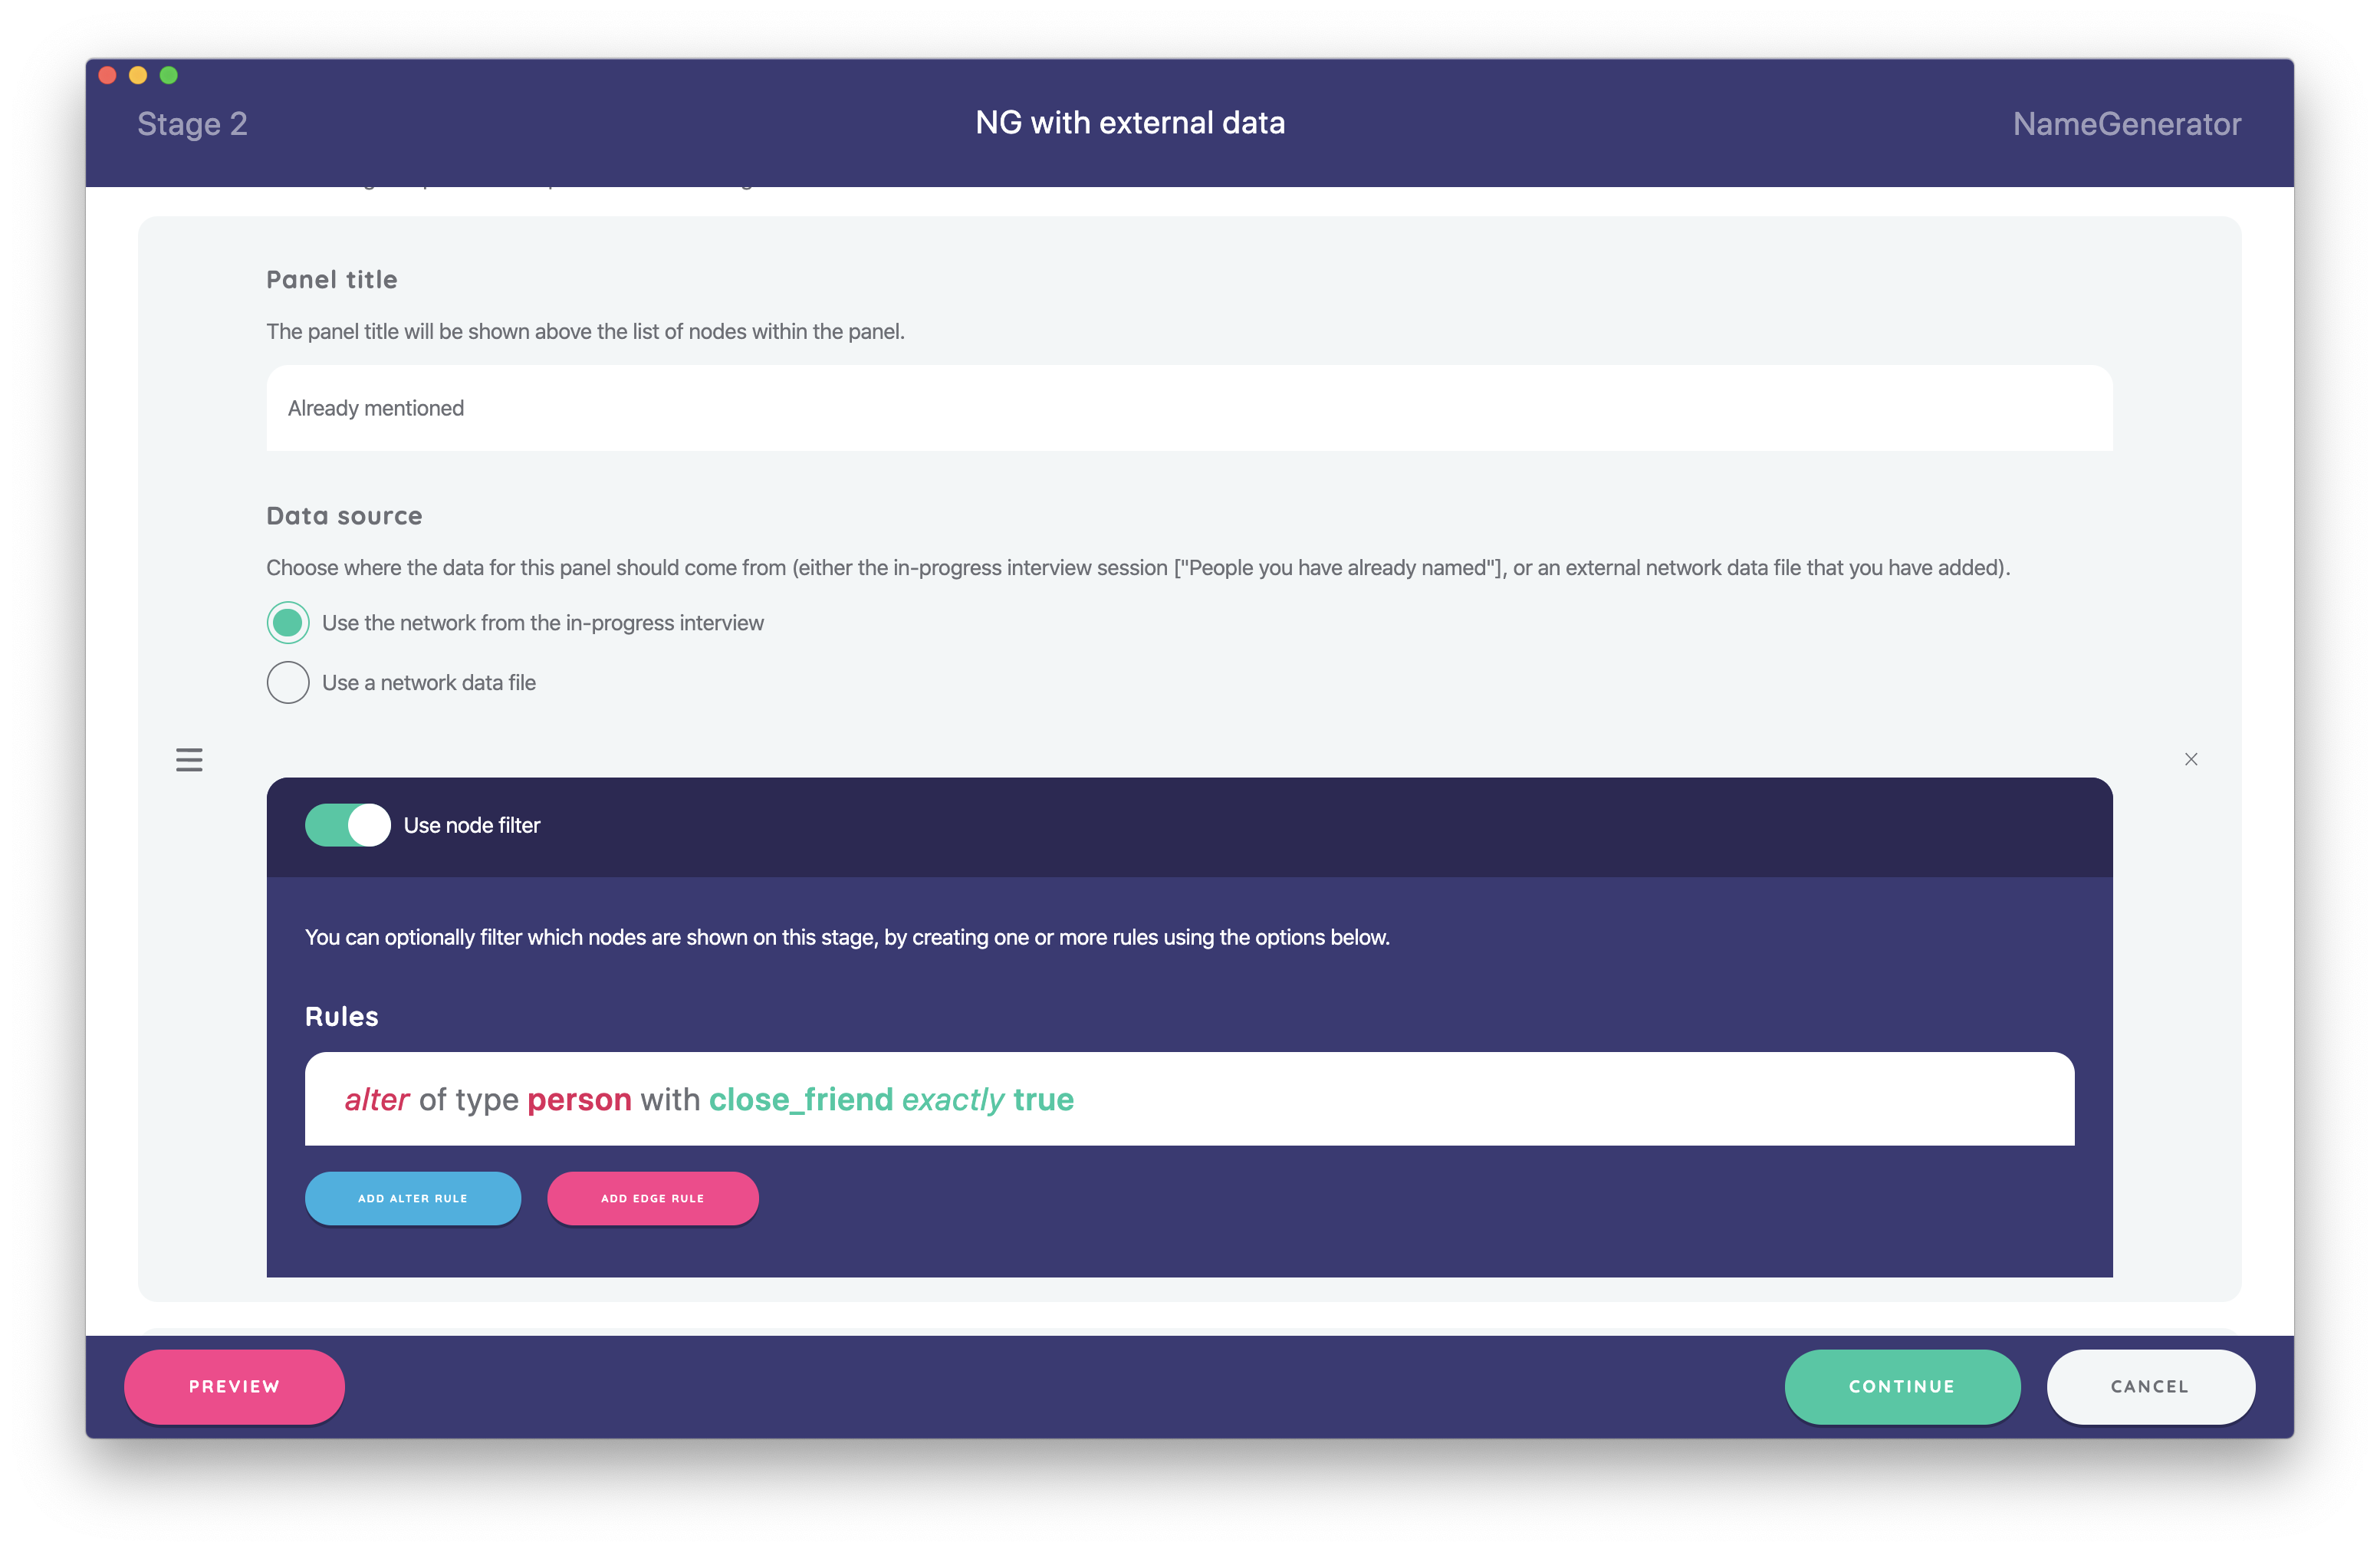 Stage 2
NG with external data
NameGenerator
Panel title
The panel title will be shown above the list of nodes within the panel.
Already mentioned
Data source
Choose where the data for this panel should come from (either the in-progress interview session ["People you have already named"], or an external network data file that you have added).
Use the network from the in-progress interview
Use a network data file
Use node filter
You can optionally filter which nodes are shown on this stage, by creating one or more rules using the options below.
Rules
alter of type person with close_friend exactly true
ADD ALTER RULE
ADD EDGE RULE
PREVIEW
CONTINUE
CANCEL